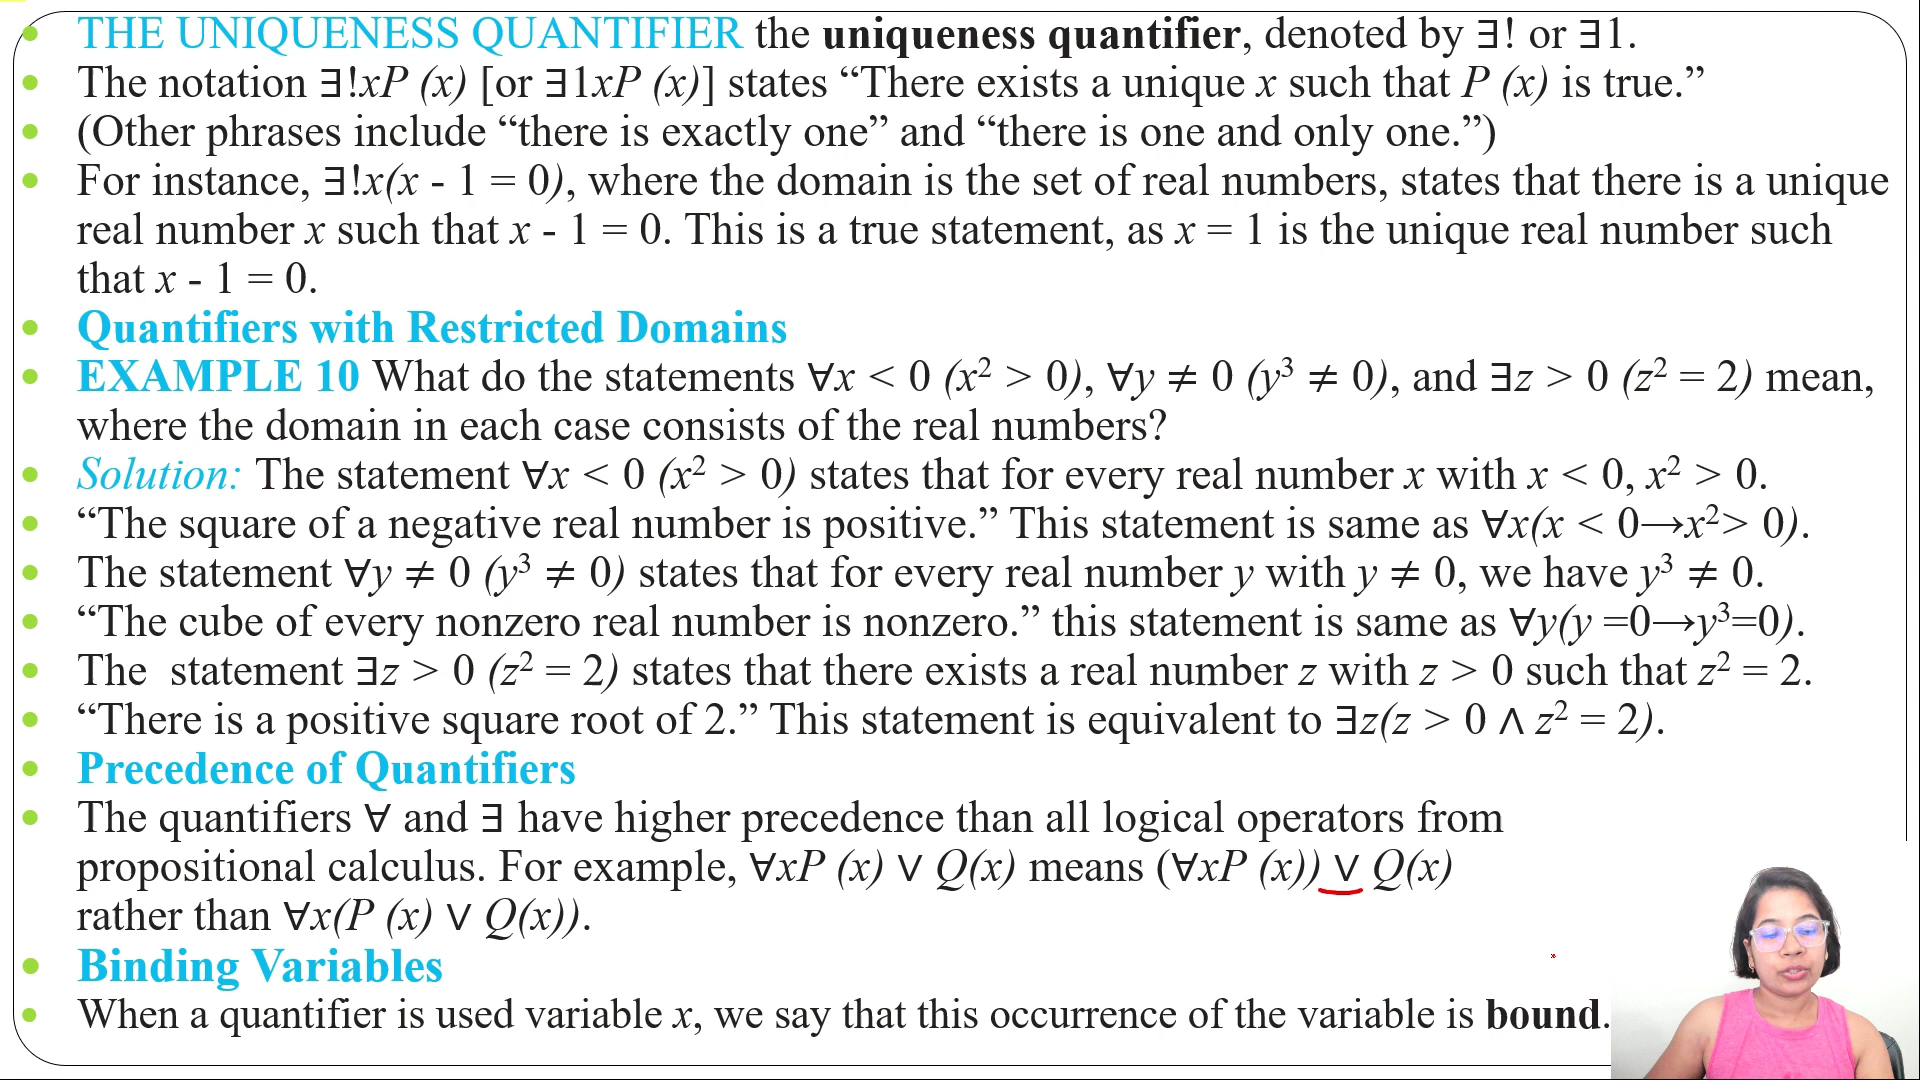 THE UNIQUENESS QUANTIFIER the uniqueness quantifier, denoted by ∃! or ∃1.
The notation ∃!xP (x) [or ∃1xP (x)] states “There exists a unique x such that P (x) is true.”
(Other phrases include “there is exactly one” and “there is one and only one.”)
For instance, ∃!x(x - 1 = 0), where the domain is the set of real numbers, states that there is a unique
real number x such that x - 1 = 0. This is a true statement, as x = 1 is the unique real number such
that x - 1 = 0.
Quantifiers with Restricted Domains
EXAMPLE 10 What do the statements ∀x < 0 (x² > 0), ∀y ≠ 0 (y³ ≠ 0), and ∃z > 0 (z² = 2) mean,
where the domain in each case consists of the real numbers?
Solution: The statement ∀x < 0 (x² > 0) states that for every real number x with x < 0, x² > 0.
“The square of a negative real number is positive.” This statement is same as ∀x(x < 0→x²> 0).
The statement ∀y ≠ 0 (y³ ≠ 0) states that for every real number y with y ≠ 0, we have y³ ≠ 0.
“The cube of every nonzero real number is nonzero.” this statement is same as ∀y(y =0→y³=0).
The statement ∃z > 0 (z² = 2) states that there exists a real number z with z > 0 such that z² = 2.
“There is a positive square root of 2.” This statement is equivalent to ∃z(z > 0 ∧ z² = 2).
Precedence of Quantifiers
The quantifiers ∀ and ∃ have higher precedence than all logical operators from
propositional calculus. For example, ∀xP (x) ∨ Q(x) means (∀xP (x)) ∨ Q(x)
rather than ∀x(P (x) ∨ Q(x)).
Binding Variables
When a quantifier is used variable x, we say that this occurrence of the variable is bound.